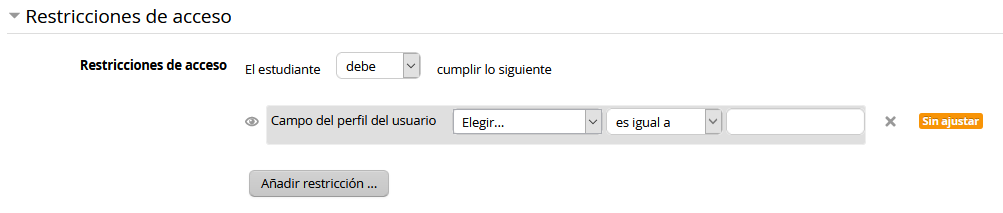 Restricciones de acceso
Restricciones de acceso El estudiante debe cumplir lo siguiente
Campo del perfil del usuario Elegir... es igual a Sin ajustar
Añadir restricción ...